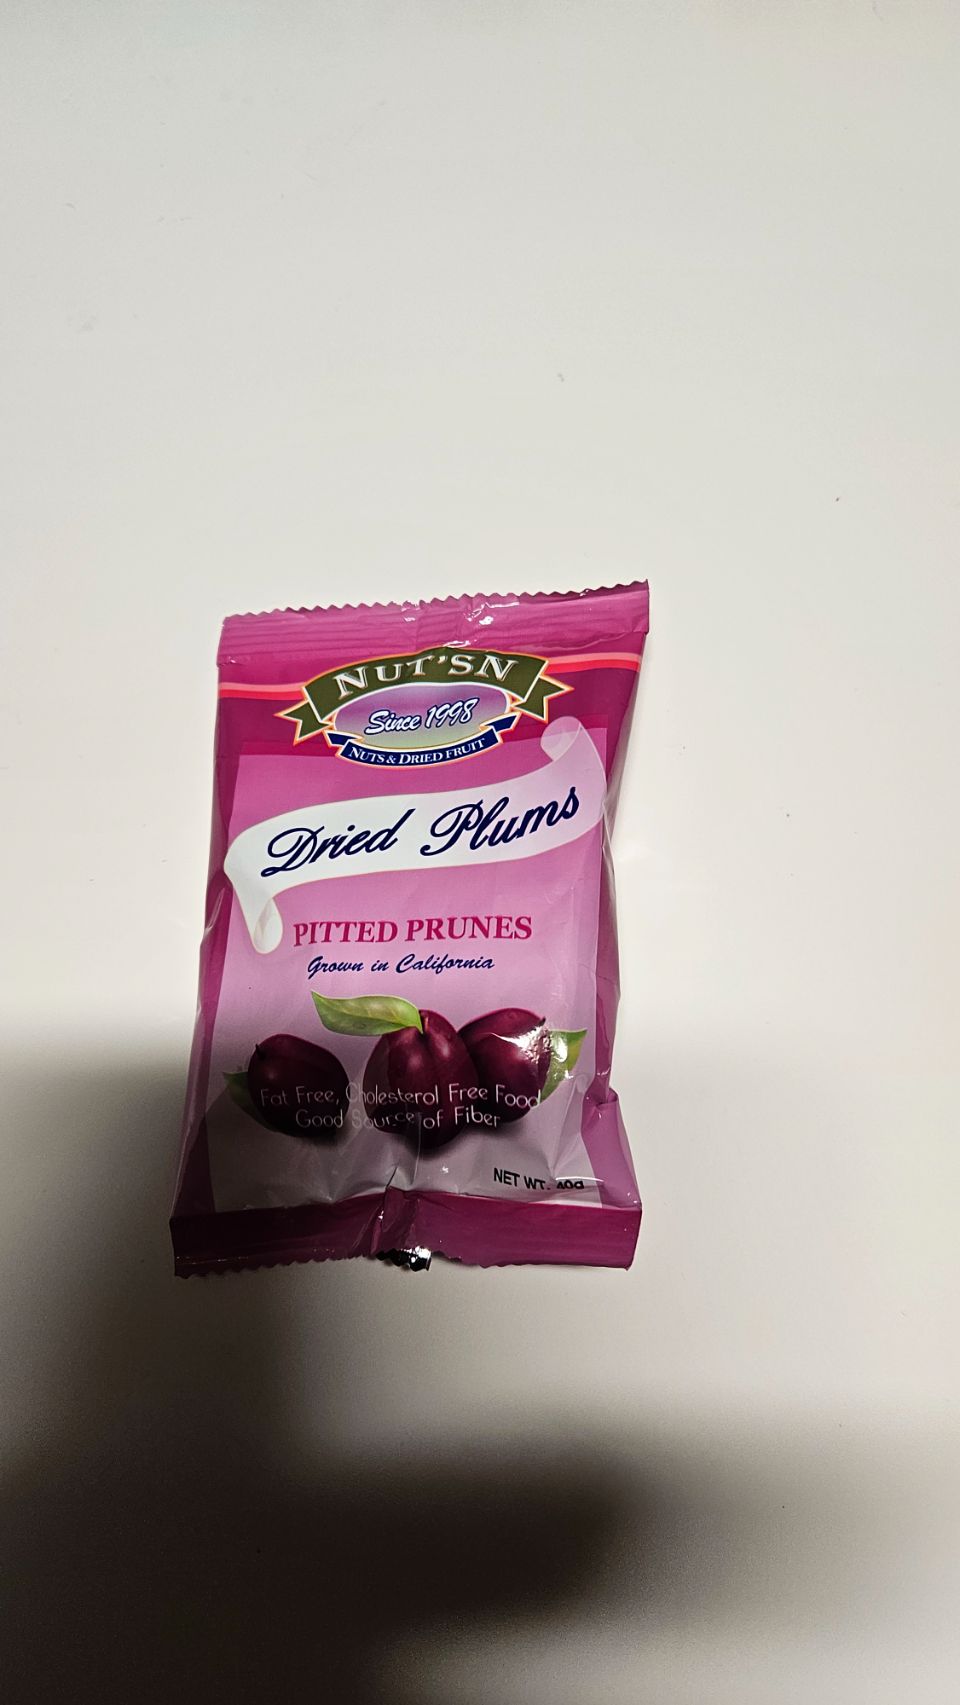 NUT'SN
Since 1998
NUTS & DRIED FRUIT
Dried Plums
PITTED PRUNES
Grown in California
Fat Free, Cholesterol Free Food
Good Source of Fiber
NET WT. 40g